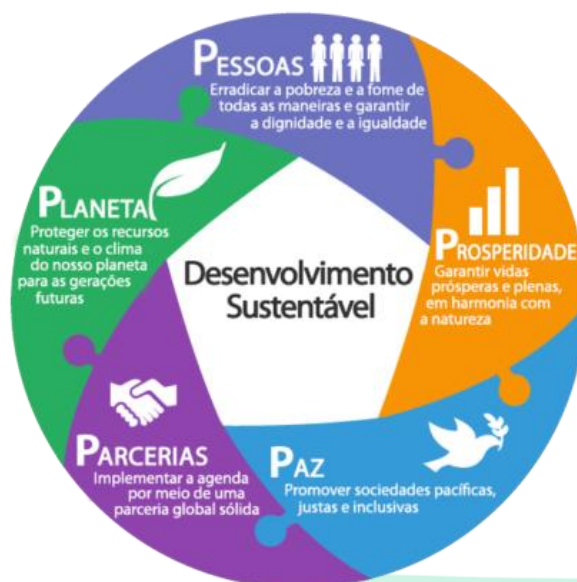 PESSOAS
Erradicar a pobreza e a fome de
todas as maneiras e garantir
a dignidade e a igualdade
PROSPERIDADE
Garantir vidas
prósperas e plenas,
em harmonia com
a natureza
PAZ
Promover sociedades pacíficas,
justas e inclusivas
PARCERIAS
Implementar a agenda
por meio de uma
parceria global sólida
PLANETA
Proteger os recursos
naturais e o clima
do nosso planeta
para as gerações
futuras
Desenvolvimento
Sustentável